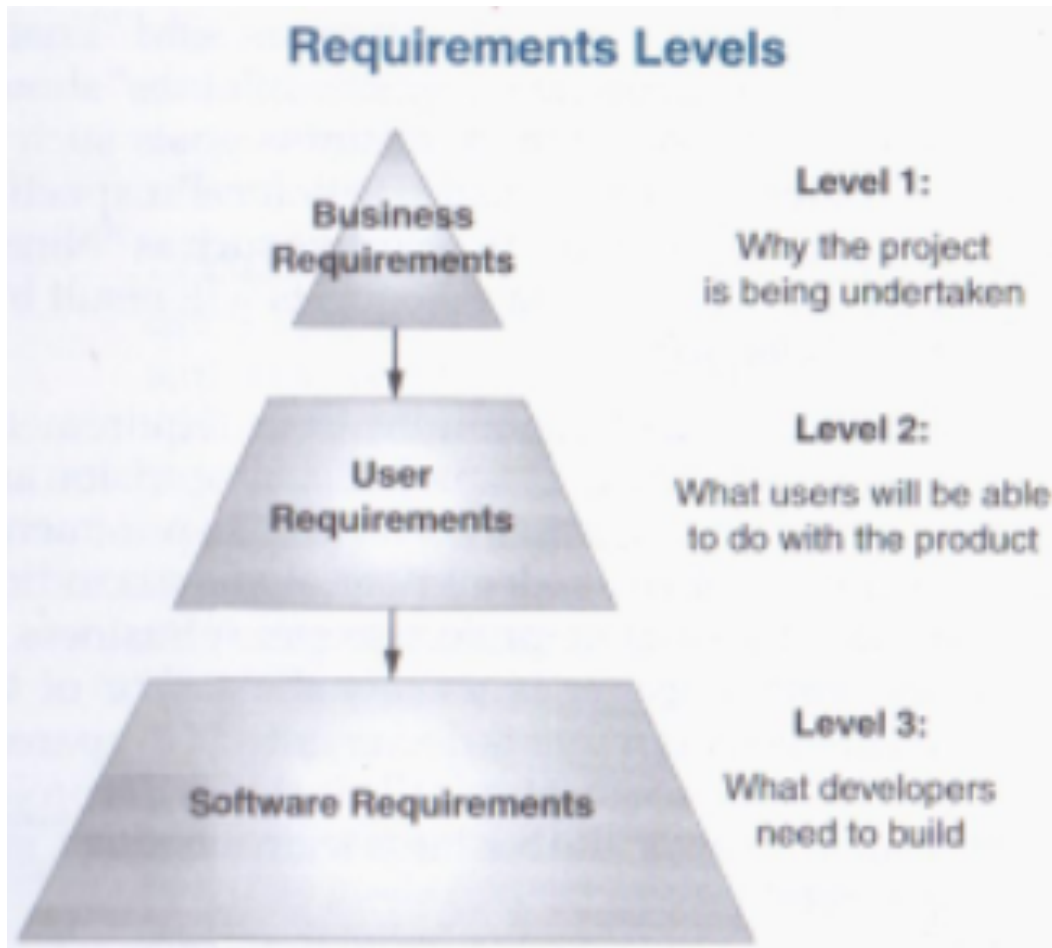 Requirements Levels
Business
Requirements
Level 1:
Why the project
is being undertaken
User
Requirements
Level 2:
What users will be able
to do with the product
Software Requirements
Level 3:
What developers
need to build